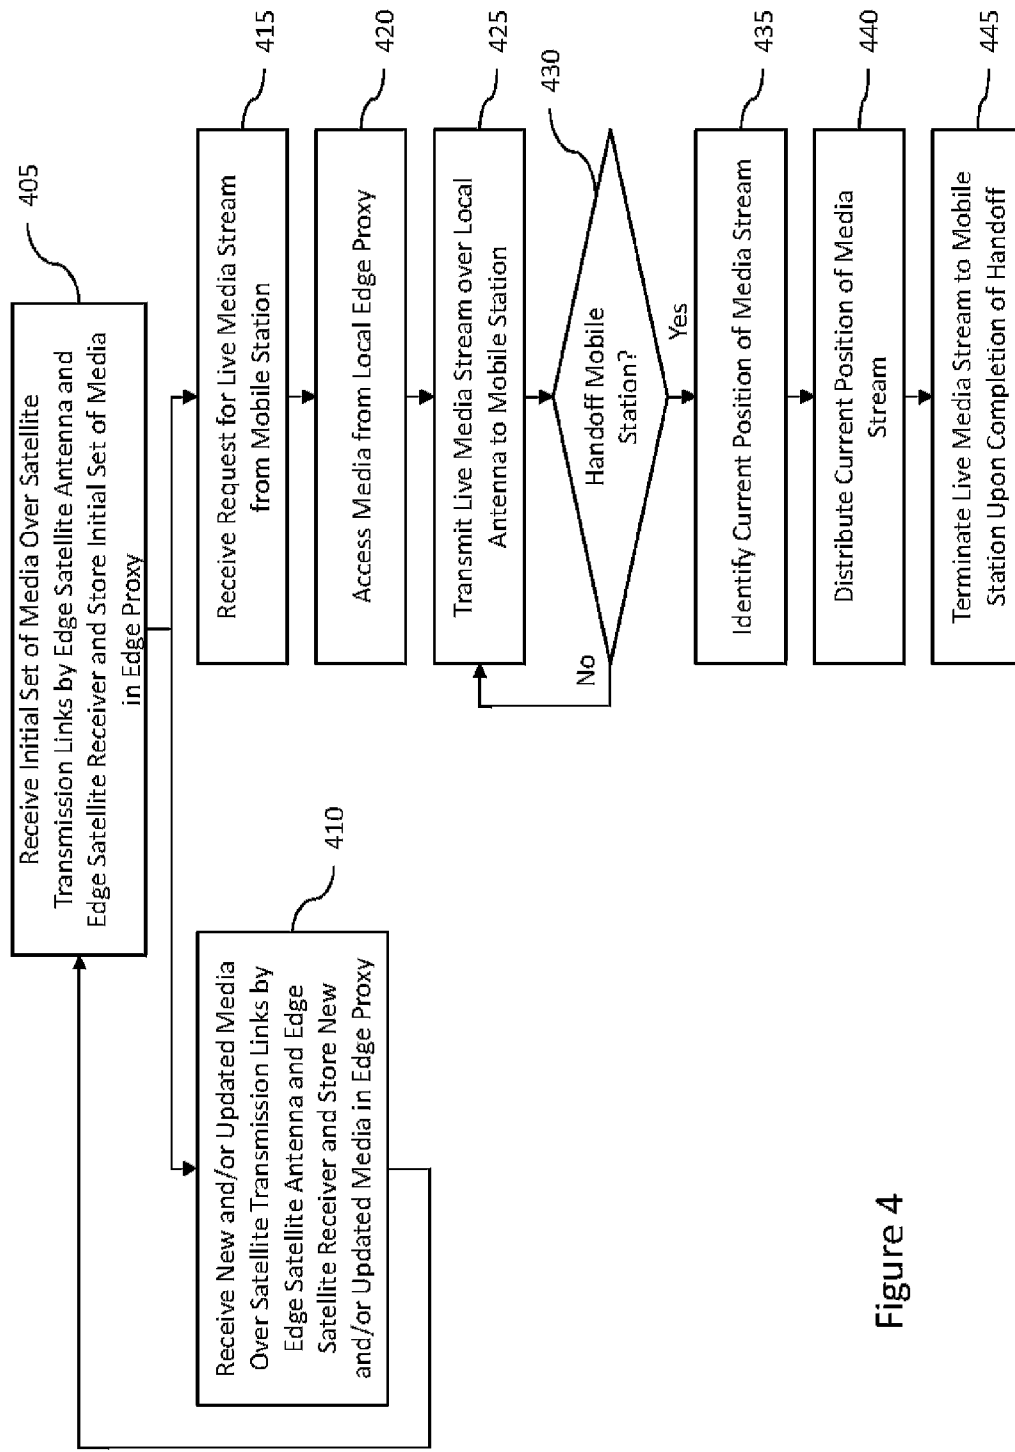 Receive Initial Set of Media Over Satellite
Transmission Links by Edge Satellite Antenna and
Edge Satellite Receiver and Store Initial Set of Media
in Edge Proxy
405
Receive New and/or Updated Media
Over Satellite Transmission Links by
Edge Satellite Antenna and Edge
Satellite Receiver and Store New
and/or Updated Media in Edge Proxy
410
Receive Request for Live Media Stream
from Mobile Station
415
Access Media from Local Edge Proxy
420
Transmit Live Media Stream over Local
Antenna to Mobile Station
425
Handoff Mobile
Station?
430
No
Yes
Identify Current Position of Media Stream
435
Distribute Current Position of Media
Stream
440
Terminate Live Media Stream to Mobile
Station Upon Completion of Handoff
445
Figure 4